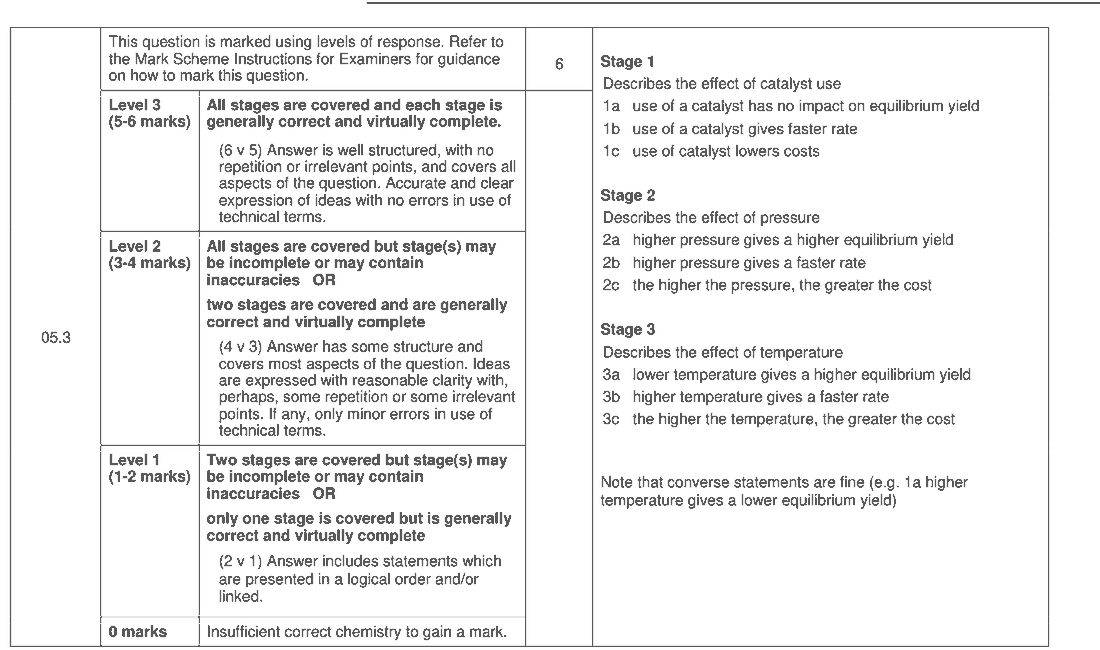 This question is marked using levels of response. Refer to
the Mark Scheme Instructions for Examiners for guidance
on how to mark this question.
6
05.3
Level 3
(5-6 marks)
All stages are covered and each stage is
generally correct and virtually complete.
(6 v 5) Answer is well structured, with no
repetition or irrelevant points, and covers all
aspects of the question. Accurate and clear
expression of ideas with no errors in use of
technical terms.
Level 2
(3-4 marks)
All stages are covered but stage(s) may
be incomplete or may contain
inaccuracies OR
two stages are covered and are generally
correct and virtually complete
(4 v 3) Answer has some structure and
covers most aspects of the question. Ideas
are expressed with reasonable clarity with,
perhaps, some repetition or some irrelevant
points. If any, only minor errors in use of
technical terms.
Level 1
(1-2 marks)
Two stages are covered but stage(s) may
be incomplete or may contain
inaccuracies OR
only one stage is covered but is generally
correct and virtually complete
(2 v 1) Answer includes statements which
are presented in a logical order and/or
linked.
0 marks
Insufficient correct chemistry to gain a mark.
Stage 1
Describes the effect of catalyst use
1a use of a catalyst has no impact on equilibrium yield
1b use of a catalyst gives faster rate
1c use of catalyst lowers costs
Stage 2
Describes the effect of pressure
2a higher pressure gives a higher equilibrium yield
2b higher pressure gives a faster rate
2c the higher the pressure, the greater the cost
Stage 3
Describes the effect of temperature
3a lower temperature gives a higher equilibrium yield
3b higher temperature gives a faster rate
3c the higher the temperature, the greater the cost
Note that converse statements are fine (e.g. 1a higher
temperature gives a lower equilibrium yield)